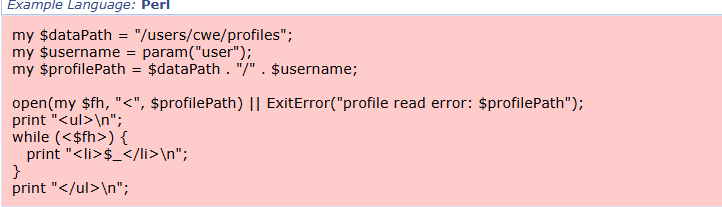 Example Language: Perl
my $dataPath = "/users/cwe/profiles";
my $username = param("user");
my $profilePath = $dataPath . "/" . $username;
open(my $fh, "<", $profilePath) || ExitError("profile read error: $profilePath");
print "<ul>\n";
while (<$fh>) {
print "<li>$_</li>\n";
}
print "</ul>\n";